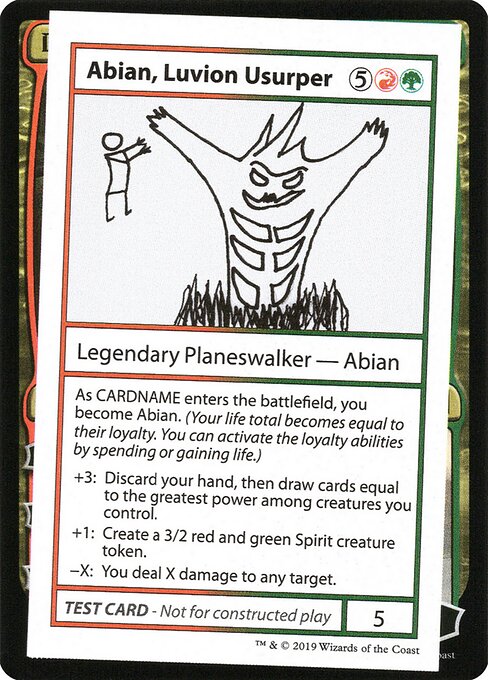 Abian, Luvion Usurper 5
Legendary Planeswalker — Abian
As CARDNAME enters the battlefield, you
become Abian. (Your life total becomes equal to
their loyalty. You can activate the loyalty abilities
by spending or gaining life.)
+3: Discard your hand, then draw cards equal
to the greatest power among creatures you
control.
+1: Create a 3/2 red and green Spirit creature
token.
−X: You deal X damage to any target.
TEST CARD - Not for constructed play 5
™ & © 2019 Wizards of the Coast